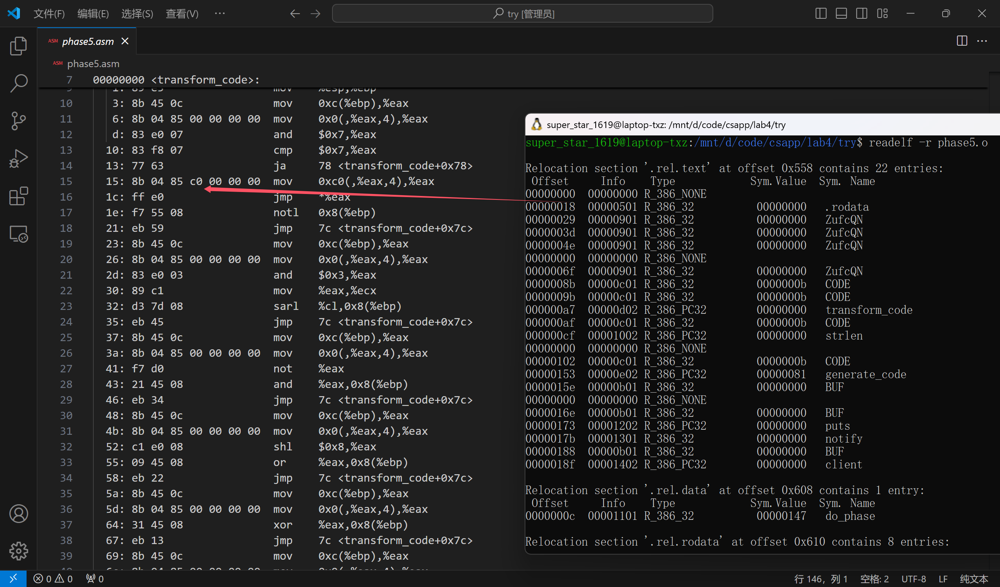 文件(F) 编辑(E) 选择(S) 查看(V) ··· try [管理员]
ASM phase5.asm
ASM phase5.asm
7 00000000 <transform_code>:
9 1: 89 e5 mov %esp,%ebp
10 3: 8b 45 0c mov 0xc(%ebp),%eax
11 6: 8b 04 85 00 00 00 00 mov 0x0(,%eax,4),%eax
12 d: 83 e0 07 and $0x7,%eax
13 10: 83 f8 07 cmp $0x7,%eax
14 13: 77 63 ja 78 <transform_code+0x78>
15 15: 8b 04 85 c0 00 00 00 mov 0xc0(,%eax,4),%eax
16 1c: ff e0 jmp *%eax
17 1e: f7 55 08 notl 0x8(%ebp)
18 21: eb 59 jmp 7c <transform_code+0x7c>
19 23: 8b 45 0c mov 0xc(%ebp),%eax
20 26: 8b 04 85 00 00 00 00 mov 0x0(,%eax,4),%eax
21 2d: 83 e0 03 and $0x3,%eax
22 30: 89 c1 mov %eax,%ecx
23 32: d3 7d 08 sarl %cl,0x8(%ebp)
24 35: eb 45 jmp 7c <transform_code+0x7c>
25 37: 8b 45 0c mov 0xc(%ebp),%eax
26 3a: 8b 04 85 00 00 00 00 mov 0x0(,%eax,4),%eax
27 41: f7 d0 not %eax
28 43: 21 45 08 and %eax,0x8(%ebp)
29 46: eb 34 jmp 7c <transform_code+0x7c>
30 48: 8b 45 0c mov 0xc(%ebp),%eax
31 4b: 8b 04 85 00 00 00 00 mov 0x0(,%eax,4),%eax
32 52: c1 e0 08 shl $0x8,%eax
33 55: 09 45 08 or %eax,0x8(%ebp)
34 58: eb 22 jmp 7c <transform_code+0x7c>
35 5a: 8b 45 0c mov 0xc(%ebp),%eax
36 5d: 8b 04 85 00 00 00 00 mov 0x0(,%eax,4),%eax
37 64: 31 45 08 xor %eax,0x8(%ebp)
38 67: eb 13 jmp 7c <transform_code+0x7c>
39 69: 8b 45 0c mov 0xc(%ebp),%eax
40 6c: 8b 04 85 00 00 00 00 mov 0x0(,%eax,4),%eax
super_star_1619@laptop-txz: /mnt/d/code/csapp/lab4/try
super_star_1619@laptop-txz:/mnt/d/code/csapp/lab4/try$ readelf -r phase5.o
Relocation section '.rel.text' at offset 0x558 contains 22 entries:
Offset Info Type Sym.Value Sym. Name
00000000 00000000 R_386_NONE
00000018 00000501 R_386_32 00000000 .rodata
00000029 00000901 R_386_32 00000000 ZufcQN
0000003d 00000901 R_386_32 00000000 ZufcQN
0000004e 00000901 R_386_32 00000000 ZufcQN
00000000 00000000 R_386_NONE
0000006f 00000901 R_386_32 00000000 ZufcQN
0000008b 00000c01 R_386_32 0000000b CODE
0000009b 00000c01 R_386_32 0000000b CODE
000000a7 00000d02 R_386_PC32 00000000 transform_code
000000af 00000c01 R_386_32 0000000b CODE
000000cf 00001002 R_386_PC32 00000000 strlen
00000000 00000000 R_386_NONE
00000102 00000c01 R_386_32 0000000b CODE
00000153 00000e02 R_386_PC32 00000081 generate_code
0000015e 00000b01 R_386_32 00000000 BUF
00000000 00000000 R_386_NONE
0000016e 00000b01 R_386_32 00000000 BUF
00000173 00001202 R_386_PC32 00000000 puts
0000017b 00001301 R_386_32 00000000 notify
00000188 00000b01 R_386_32 00000000 BUF
0000018f 00001402 R_386_PC32 00000000 client
Relocation section '.rel.data' at offset 0x608 contains 1 entry:
Offset Info Type Sym.Value Sym. Name
0000000c 00001101 R_386_32 00000147 do_phase
Relocation section '.rel.rodata' at offset 0x610 contains 8 entries:
0 0 0 行 146，列 1 空格: 2 UTF-8 LF 纯文本